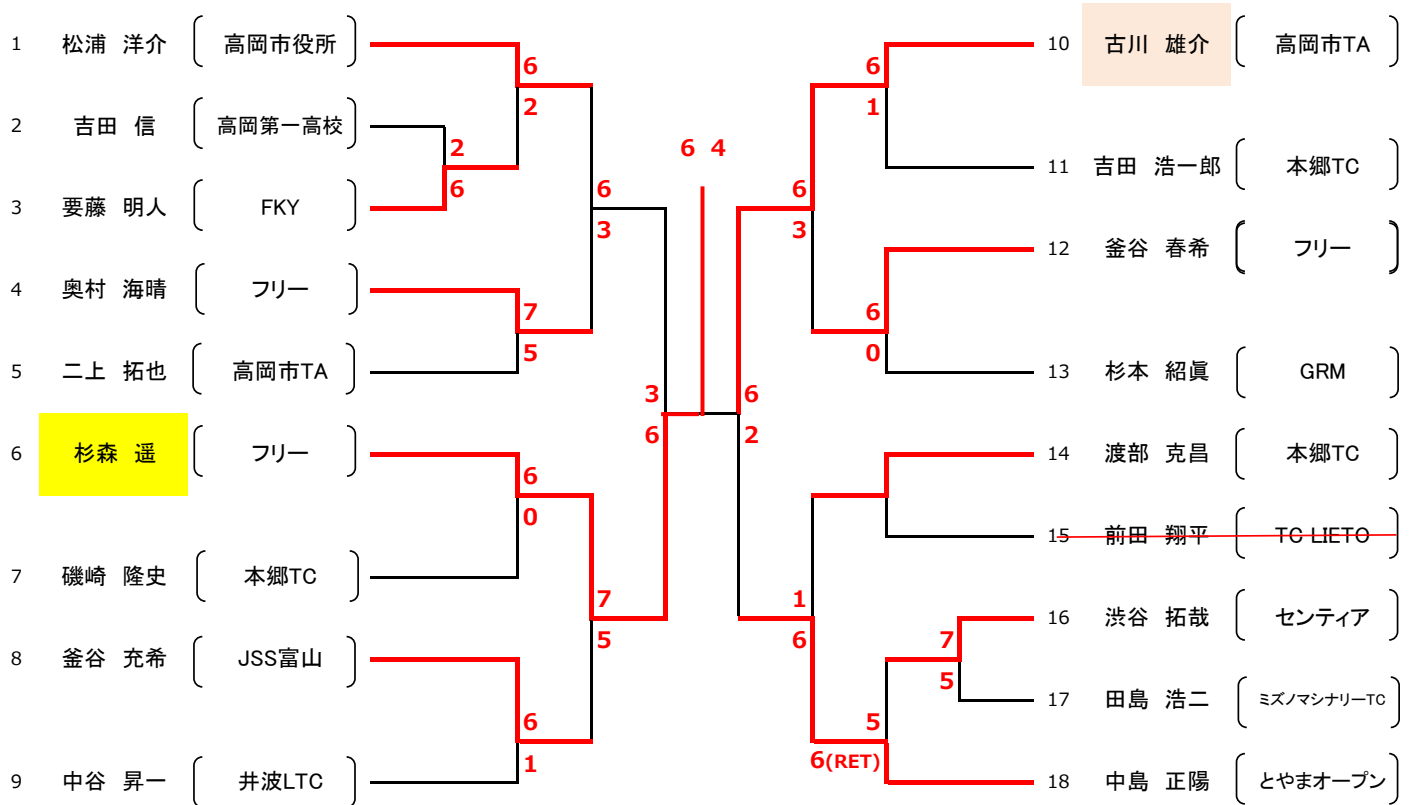 1 松浦 洋介 高岡市役所
6
2
2 吉田 信 高岡第一高校
2
6
3 要藤 明人 FKY
6
3
4 奥村 海晴 フリー
7
5
5 二上 拓也 高岡市TA
3
6
6 杉森 遥 フリー
6
0
7 磯崎 隆史 本郷TC
7
5
8 釜谷 充希 JSS富山
6
1
9 中谷 昇一 井波LTC
6 4
10 古川 雄介 高岡市TA
6
1
11 吉田 浩一郎 本郷TC
6
3
12 釜谷 春希 フリー
6
0
13 杉本 紹眞 GRM
6
2
14 渡部 克昌 本郷TC
15 前田 翔平 TC LIETO
1
6
16 渋谷 拓哉 センティア
7
5
17 田島 浩二 ミズノマシナリーTC
5
6(RET)
18 中島 正陽 とやまオープン